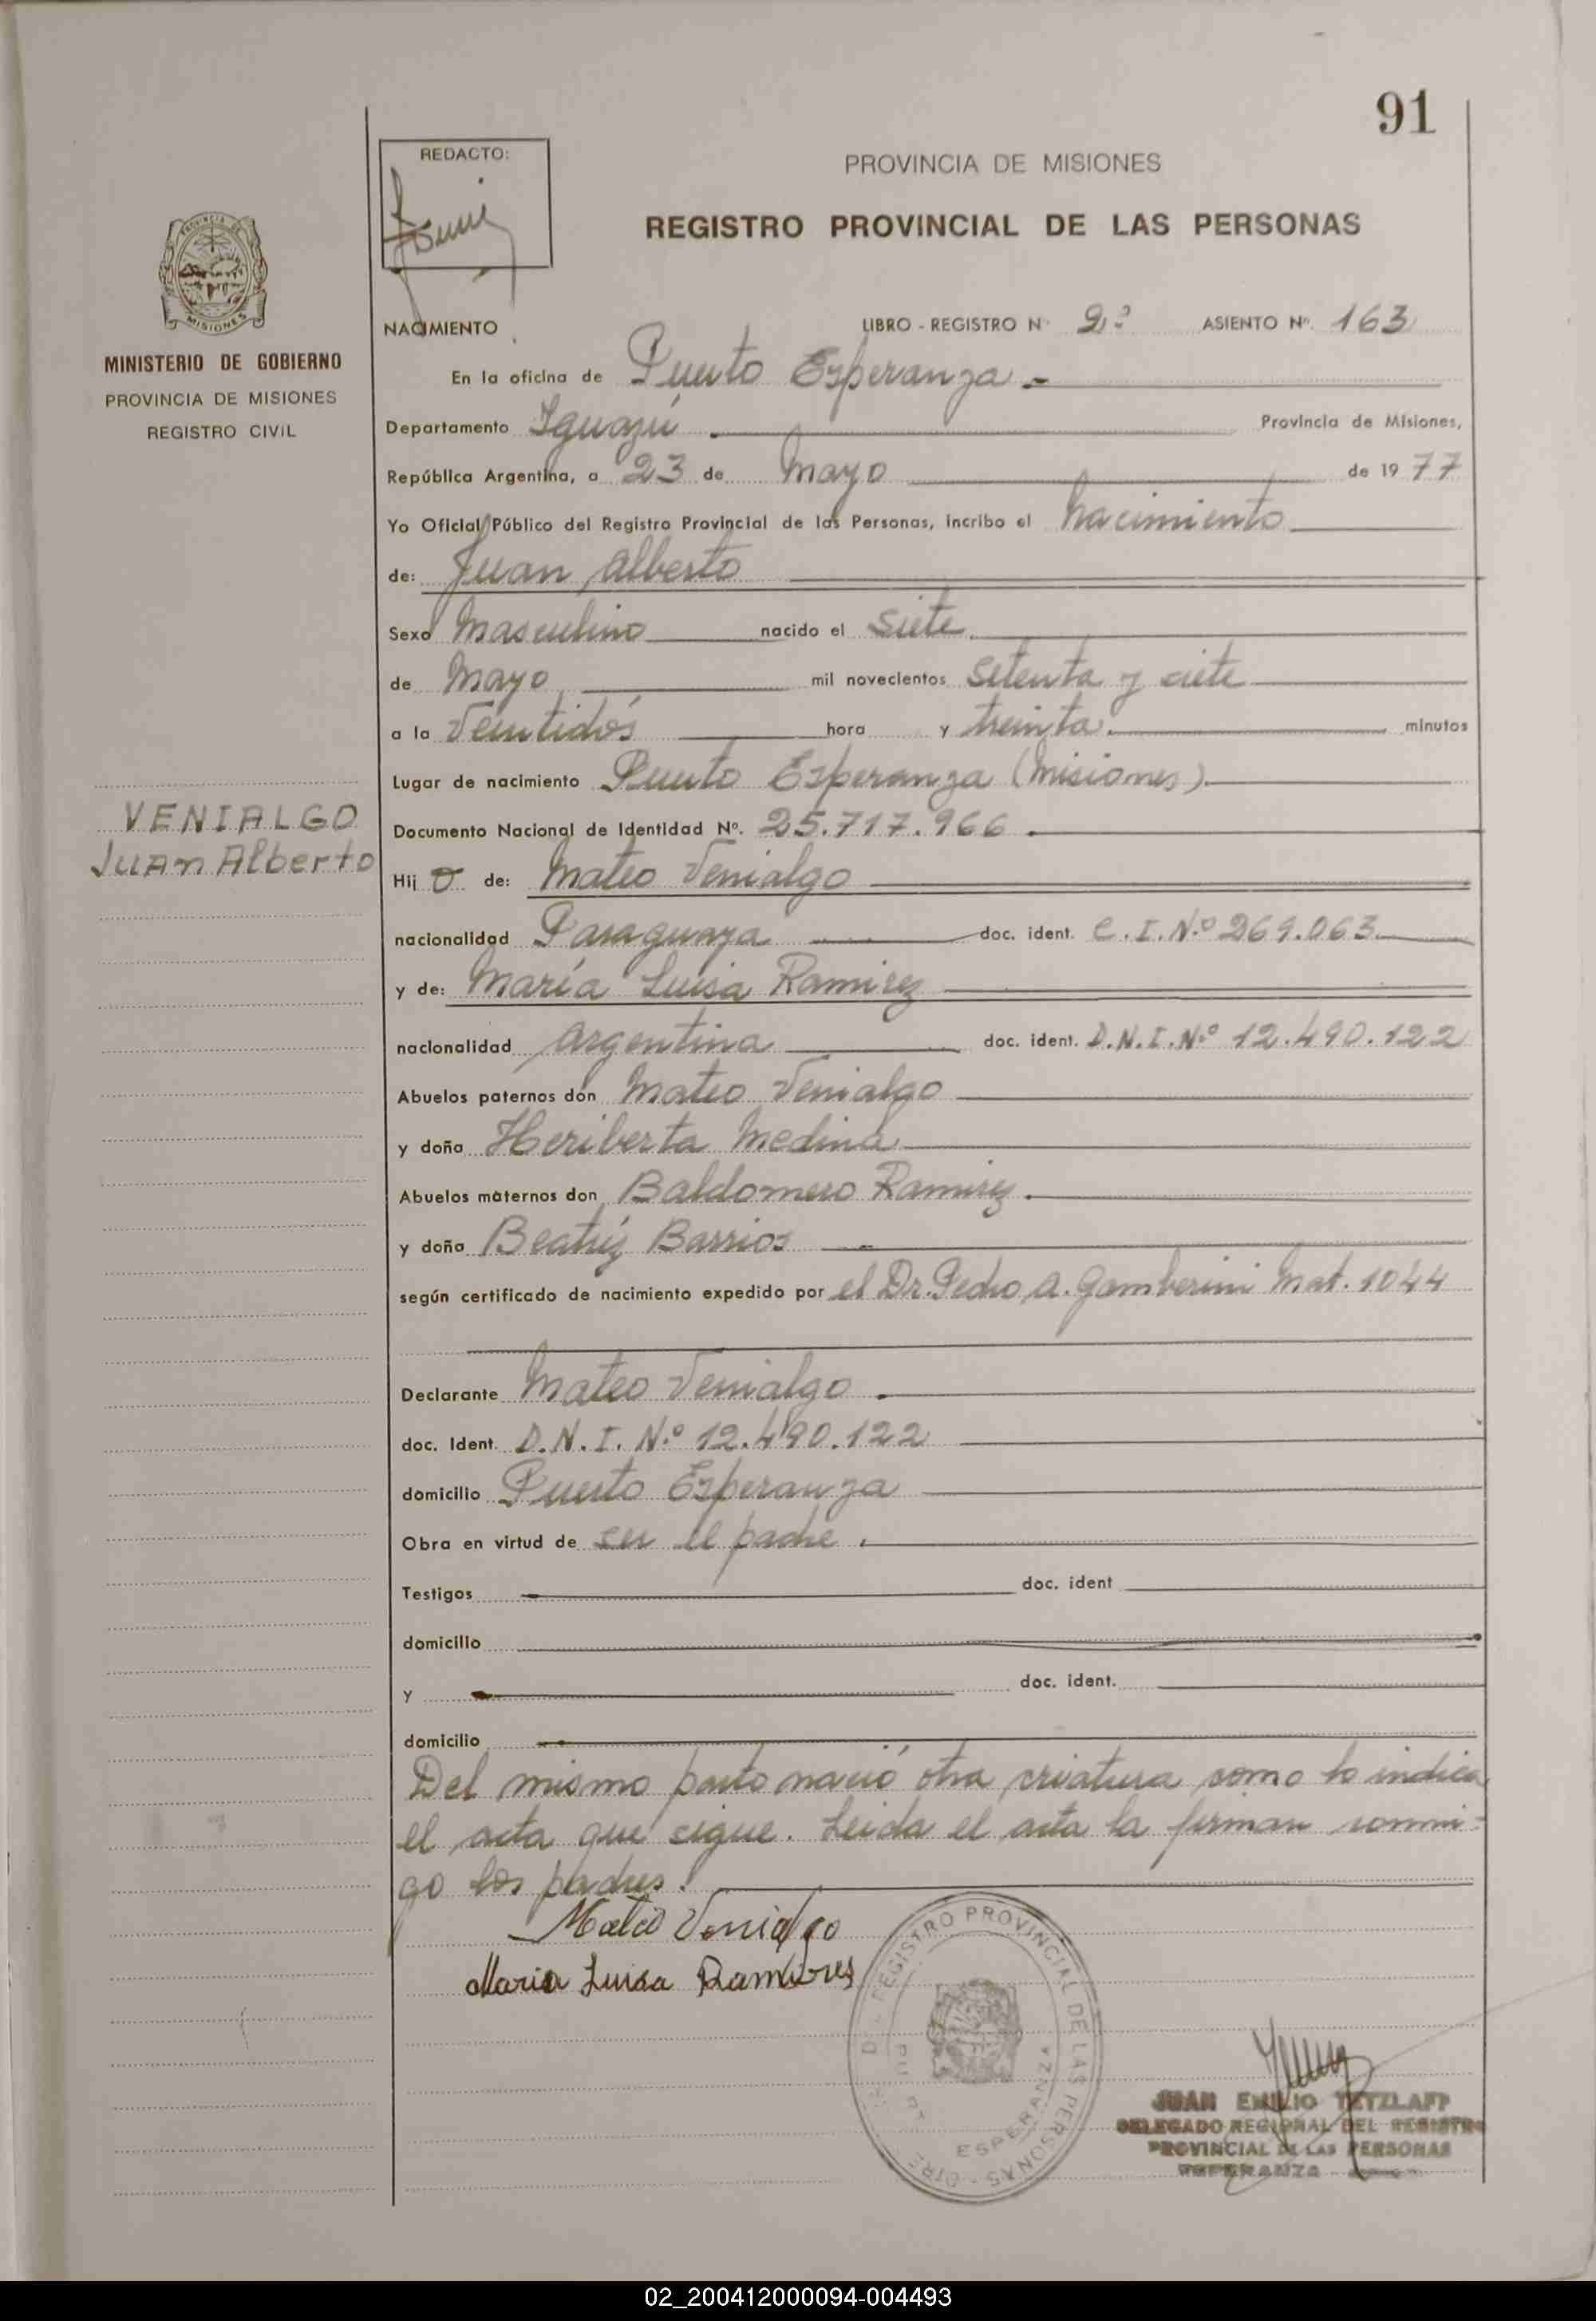 91
REDACTO:
PROVINCIA DE MISIONES
REGISTRO PROVINCIAL DE LAS PERSONAS
MISIONES
MINISTERIO DE GOBIERNO
PROVINCIA DE MISIONES
REGISTRO CIVIL
NACIMIENTO LIBRO - REGISTRO Nº 2º ASIENTO Nº. 163
En la oficina de Puerto Esperanza.-
Departamento Iguazú Provincia de Misiones,
República Argentina, a 23 de Mayo de 1977
Yo Oficial Público del Registro Provincial de las Personas, incribo el Nacimiento
de: Juan Alberto
Sexo Masculino nacido el Siete
de Mayo mil novecientos Setenta y siete
a la Veintidós hora y treinta. minutos
Lugar de nacimiento Puerto Esperanza (Misiones).
VENIALGO
Juan Alberto
Documento Nacional de Identidad Nº. 25.717.966.
Hijo de: Mateo Venialgo
nacionalidad Paraguaya doc. ident. C.I.Nº 269.063
y de: María Luisa Ramirez
nacionalidad argentina doc. ident. D.N.I.Nº 12.490.122
Abuelos paternos don Mateo Venialgo
y doña Heriberta Medina
Abuelos maternos don Baldomero Ramirez.
y doña Beatríz Barrios
según certificado de nacimiento expedido por el Dr. Pedro A. Gamberini Mat. 1044
Declarante Mateo Venialgo.
doc. Ident. D.N.I. Nº 12.490.122
domicilio Puerto Esperanza
Obra en virtud de ser el padre.
Testigos doc. ident
domicilio
y doc. ident.
domicilio
Del mismo parto nació otra criatura como lo indica
el acta que sigue. Leida el acta la firman conmi-
go los padres.
Mateo Venialgo
Maria Luisa Ramires
REGISTRO PROVINCIAL DE LAS PERSONAS
ESPERANZA
JUAN EMILIO TETZLAFF
DELEGADO REGIONAL DEL REGISTRO
PROVINCIAL DE LAS PERSONAS
ESPERANZA
02_200412000094-004493